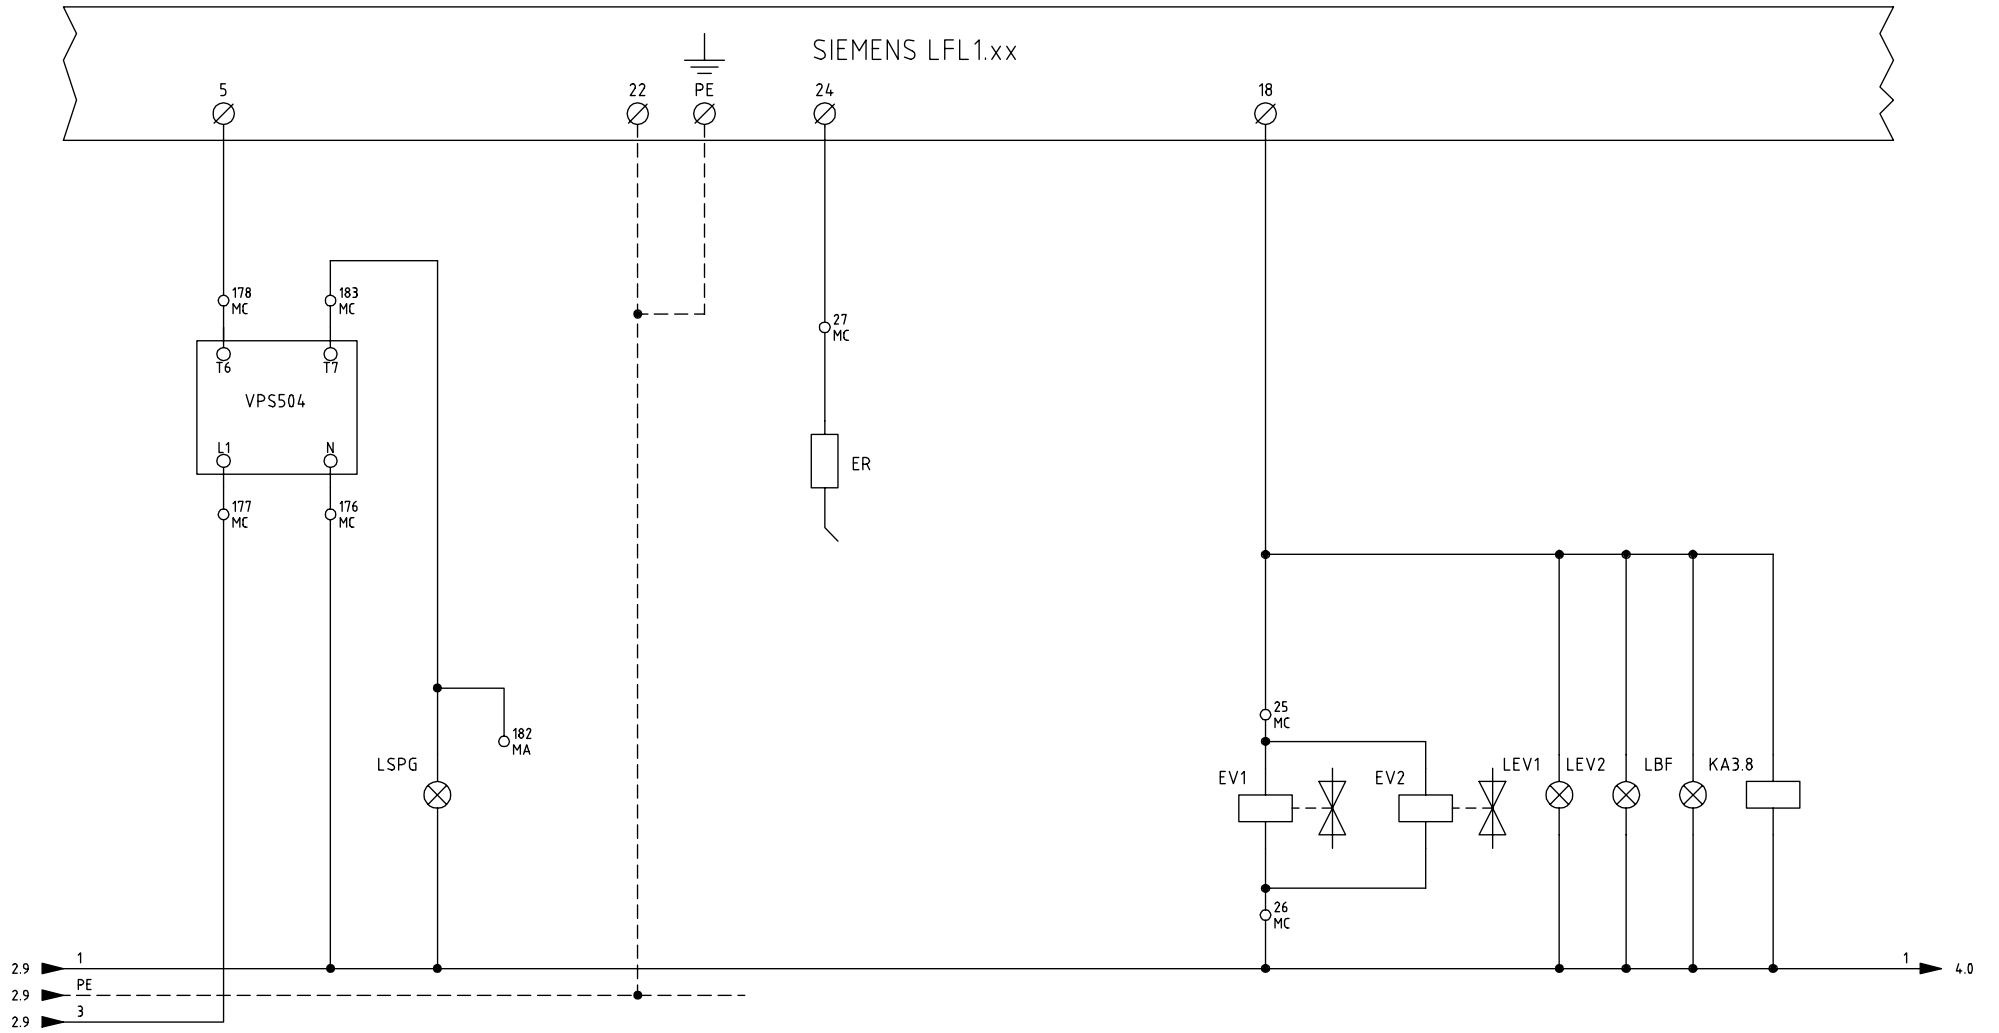 SIEMENS LFL1.xx
5
22
PE
24
18
178
MC
183
MC
27
MC
T6
T7
VPS504
L1
N
ER
177
MC
176
MC
25
MC
182
MA
LSPG
EV1
EV2
LEV1
LEV2
LBF
KA3.8
26
MC
2.9
1
1
4.0
2.9
PE
2.9
3